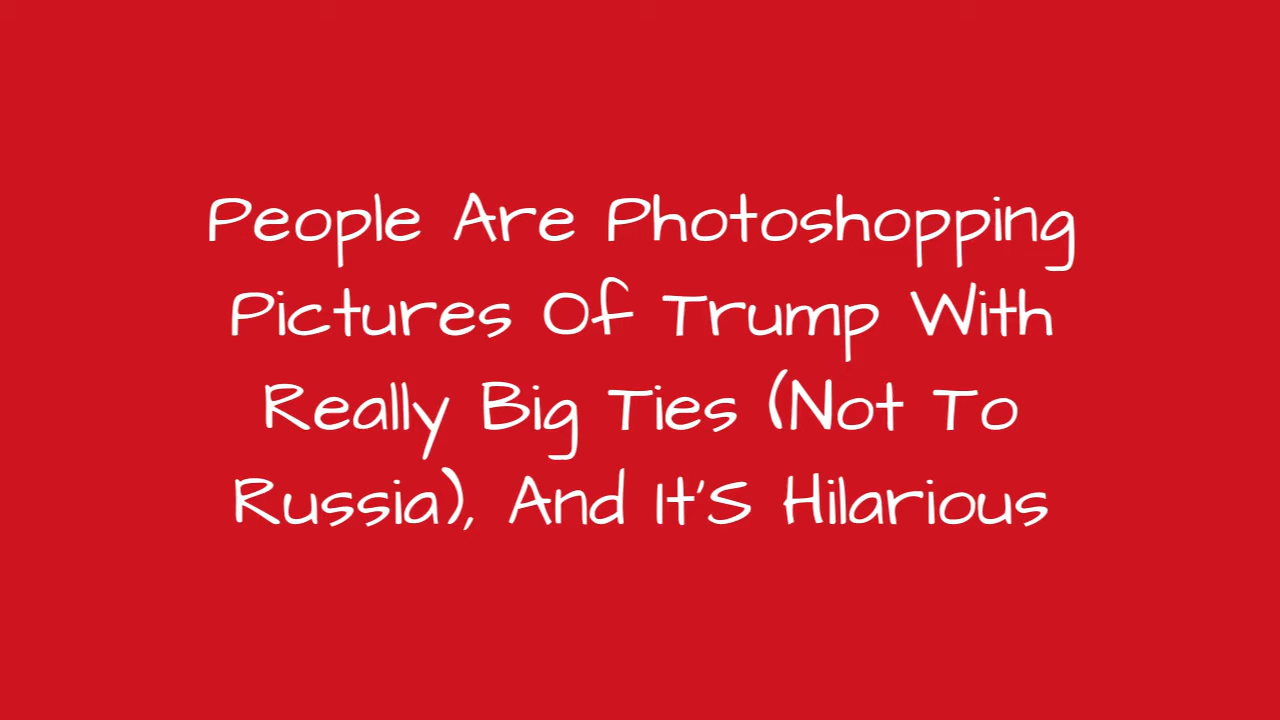 People Are Photoshopping
Pictures Of Trump With
Really Big Ties (Not To
Russia), And It'S Hilarious